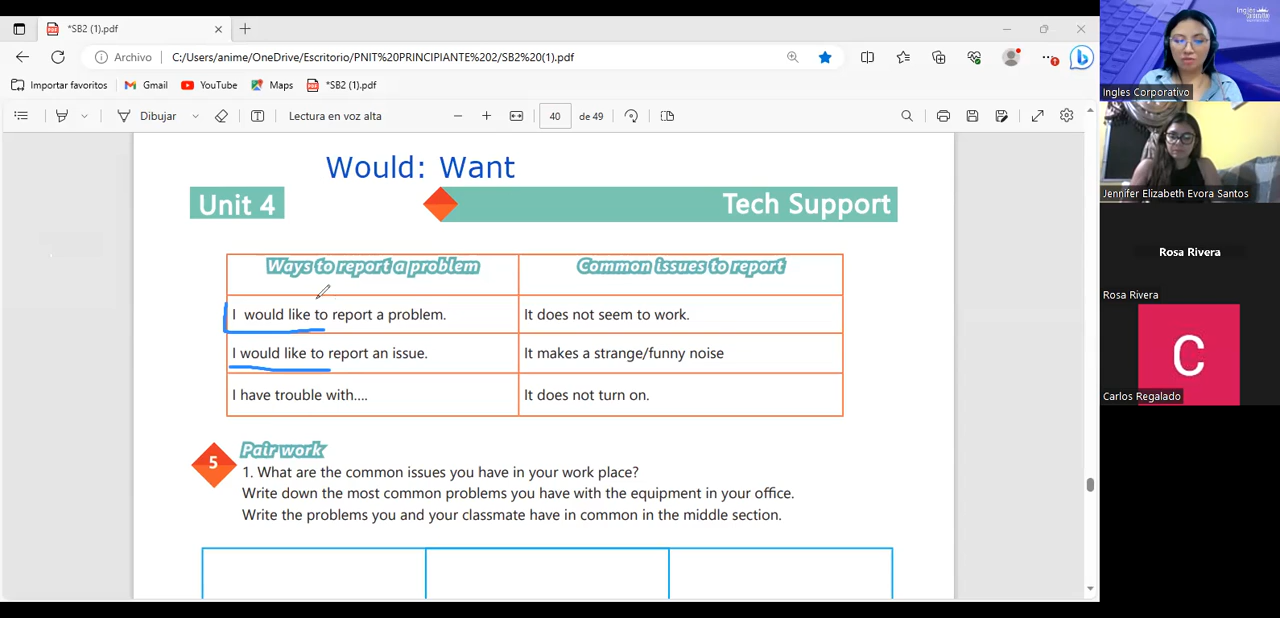 *SB2 (1).pdf
Archivo
C:/Users/anime/OneDrive/Escritorio/PNIT%20PRINCIPIANTE%202/SB2%20(1).pdf
Importar favoritos
Gmail
YouTube
Maps
*SB2 (1).pdf
Dibujar
Lectura en voz alta
40
de 49
Would: Want
Unit 4
Tech Support
Ways to report a problem
Common issues to report
I would like to report a problem.
It does not seem to work.
I would like to report an issue.
It makes a strange/funny noise
I have trouble with....
It does not turn on.
5
Pair work
1. What are the common issues you have in your work place?
Write down the most common problems you have with the equipment in your office.
Write the problems you and your classmate have in common in the middle section.
Ingles Corporativo
Jennifer Elizabeth Evora Santos
Rosa Rivera
Rosa Rivera
C
Carlos Regalado